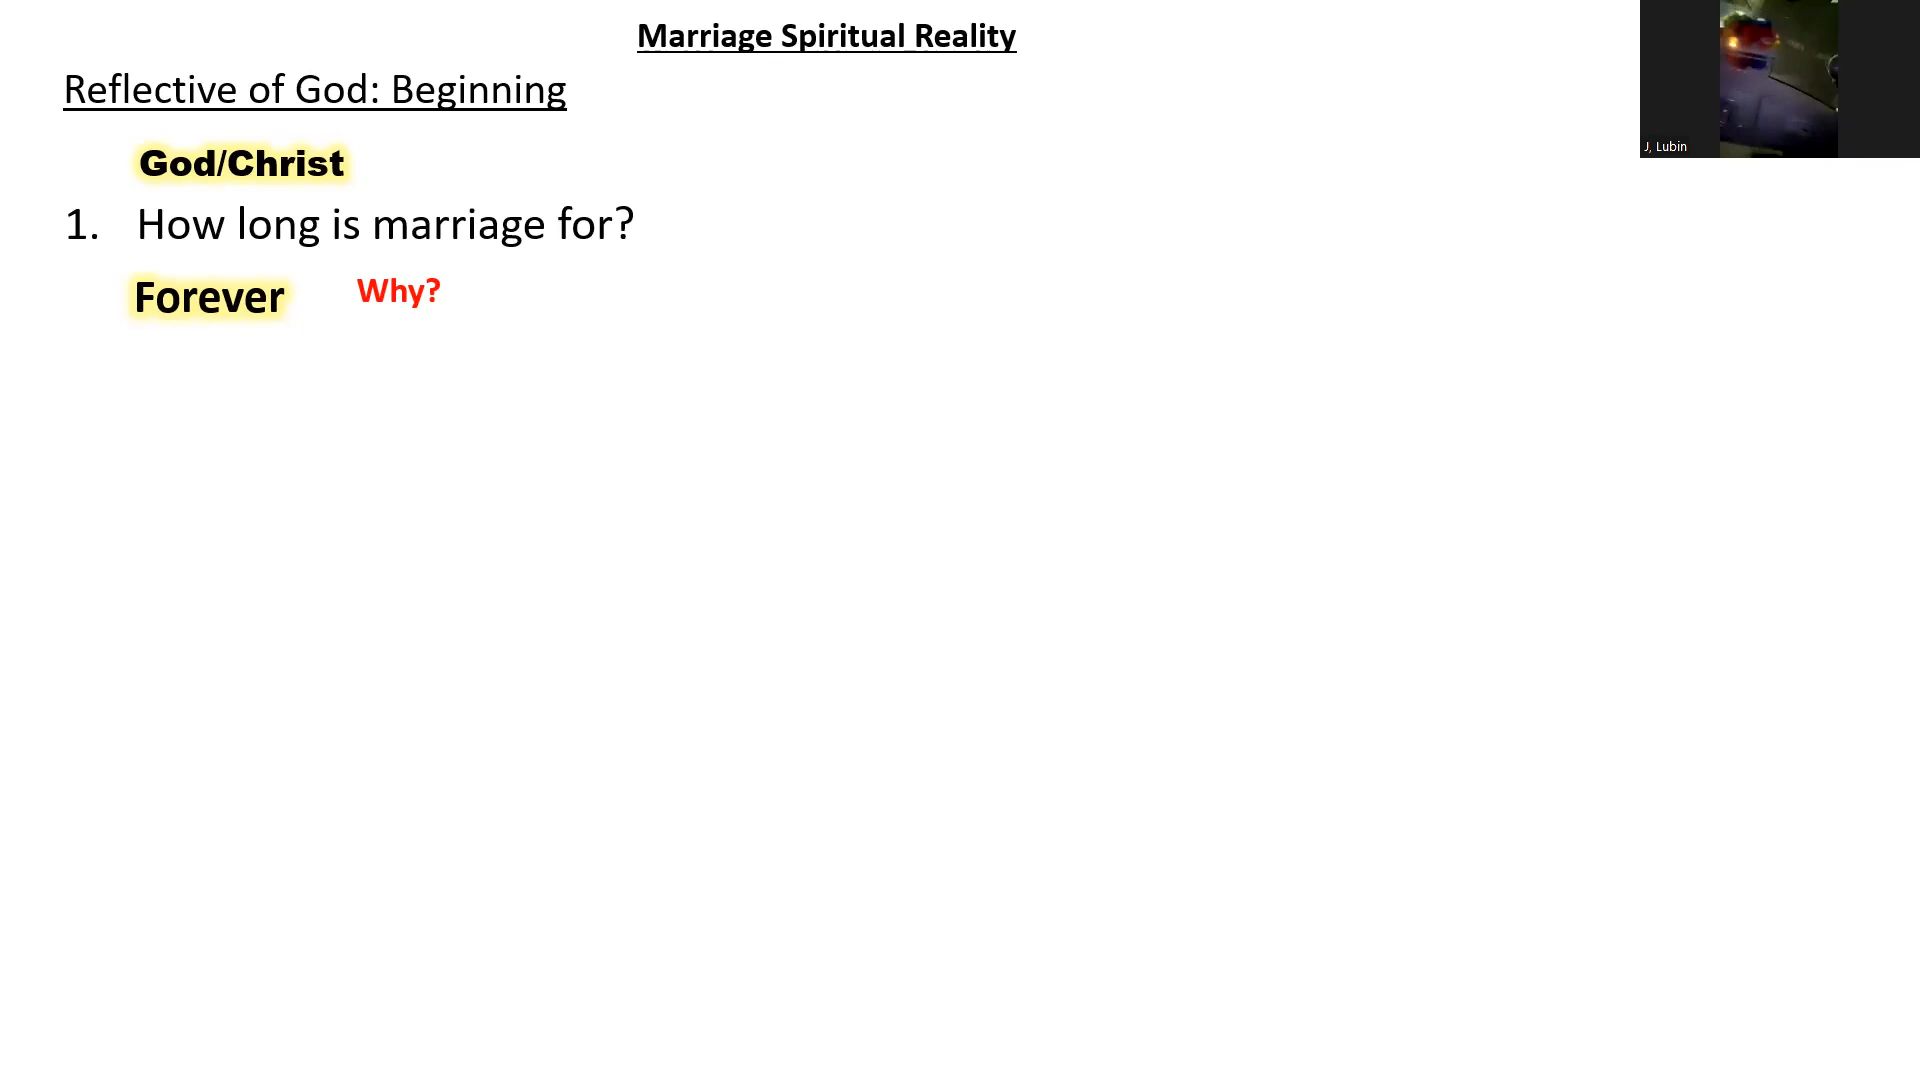 Marriage Spiritual Reality
Reflective of God: Beginning
God/Christ
1. How long is marriage for?
Forever Why?
J, Lubin